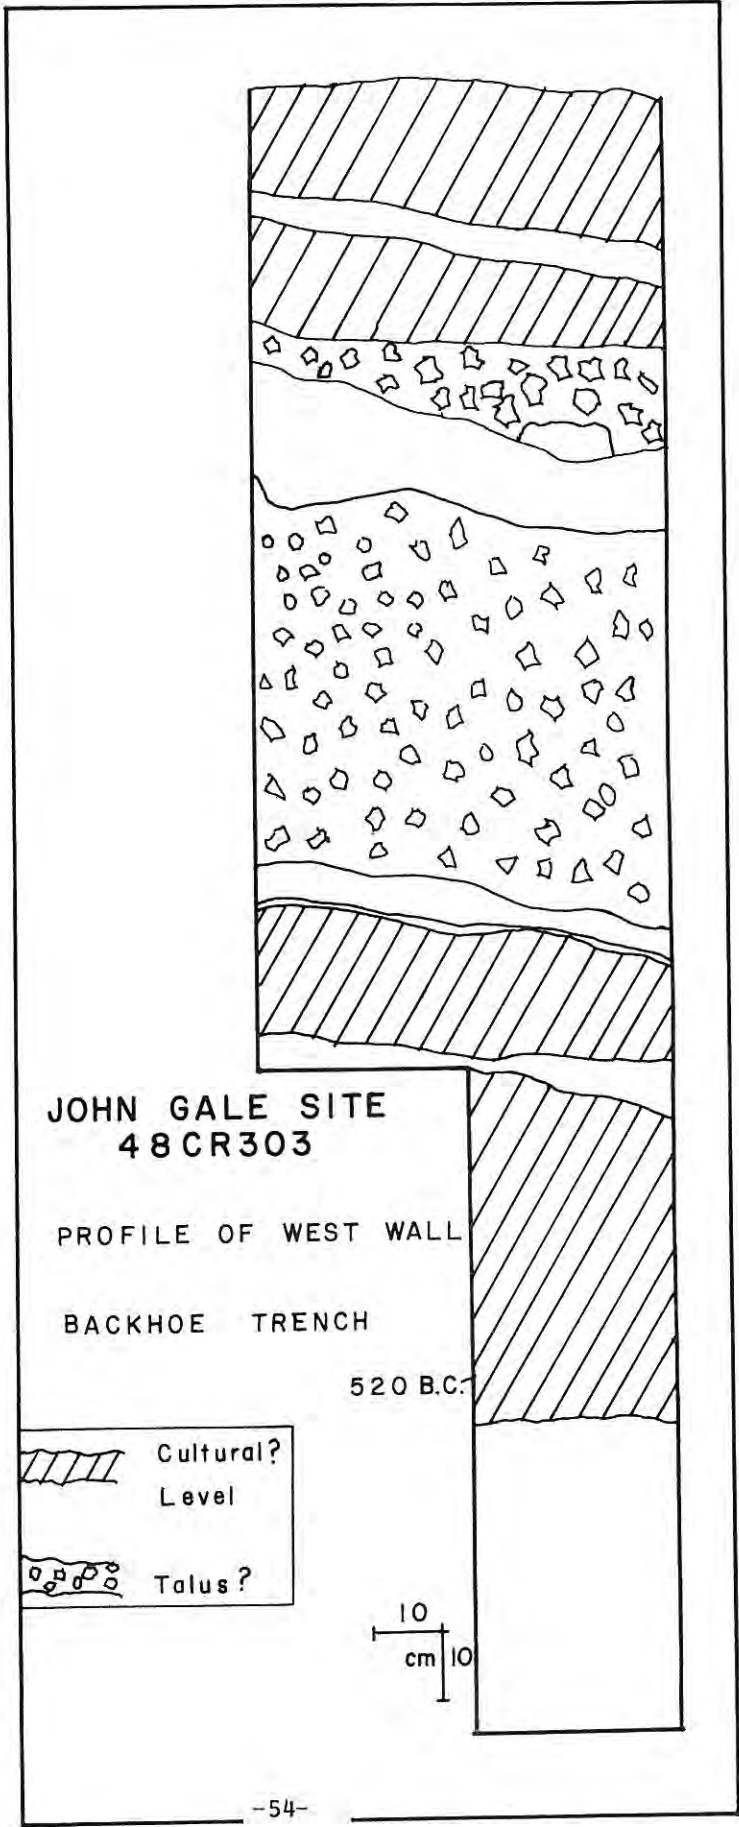 JOHN GALE SITE
48CR303
PROFILE OF WEST WALL
BACKHOE TRENCH
520 B.C.
Cultural?
Level
Talus?
10
cm 10
-54-